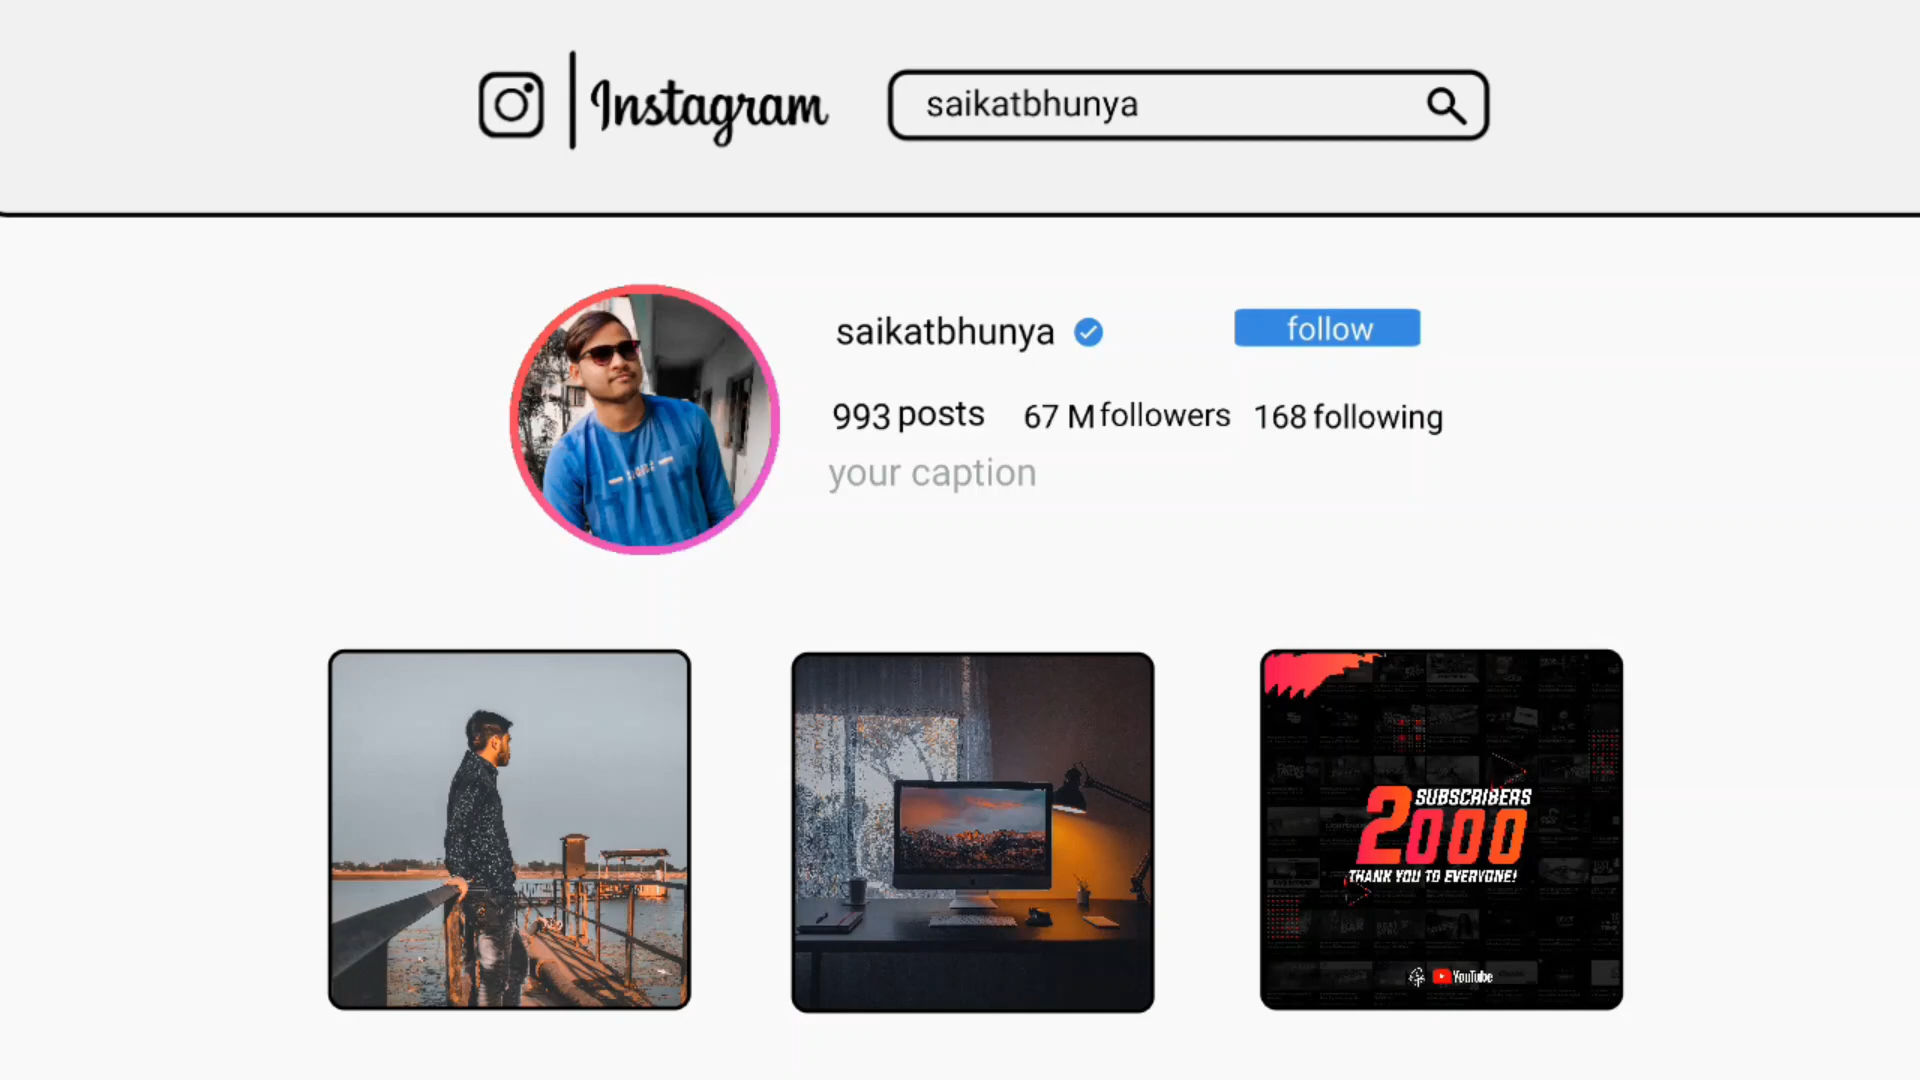 Instagram
saikatbhunya
saikatbhunya
follow
993 posts 67 M followers 168 following
your caption
2000 SUBSCRIBERS
THANK YOU TO EVERYONE!
YouTube